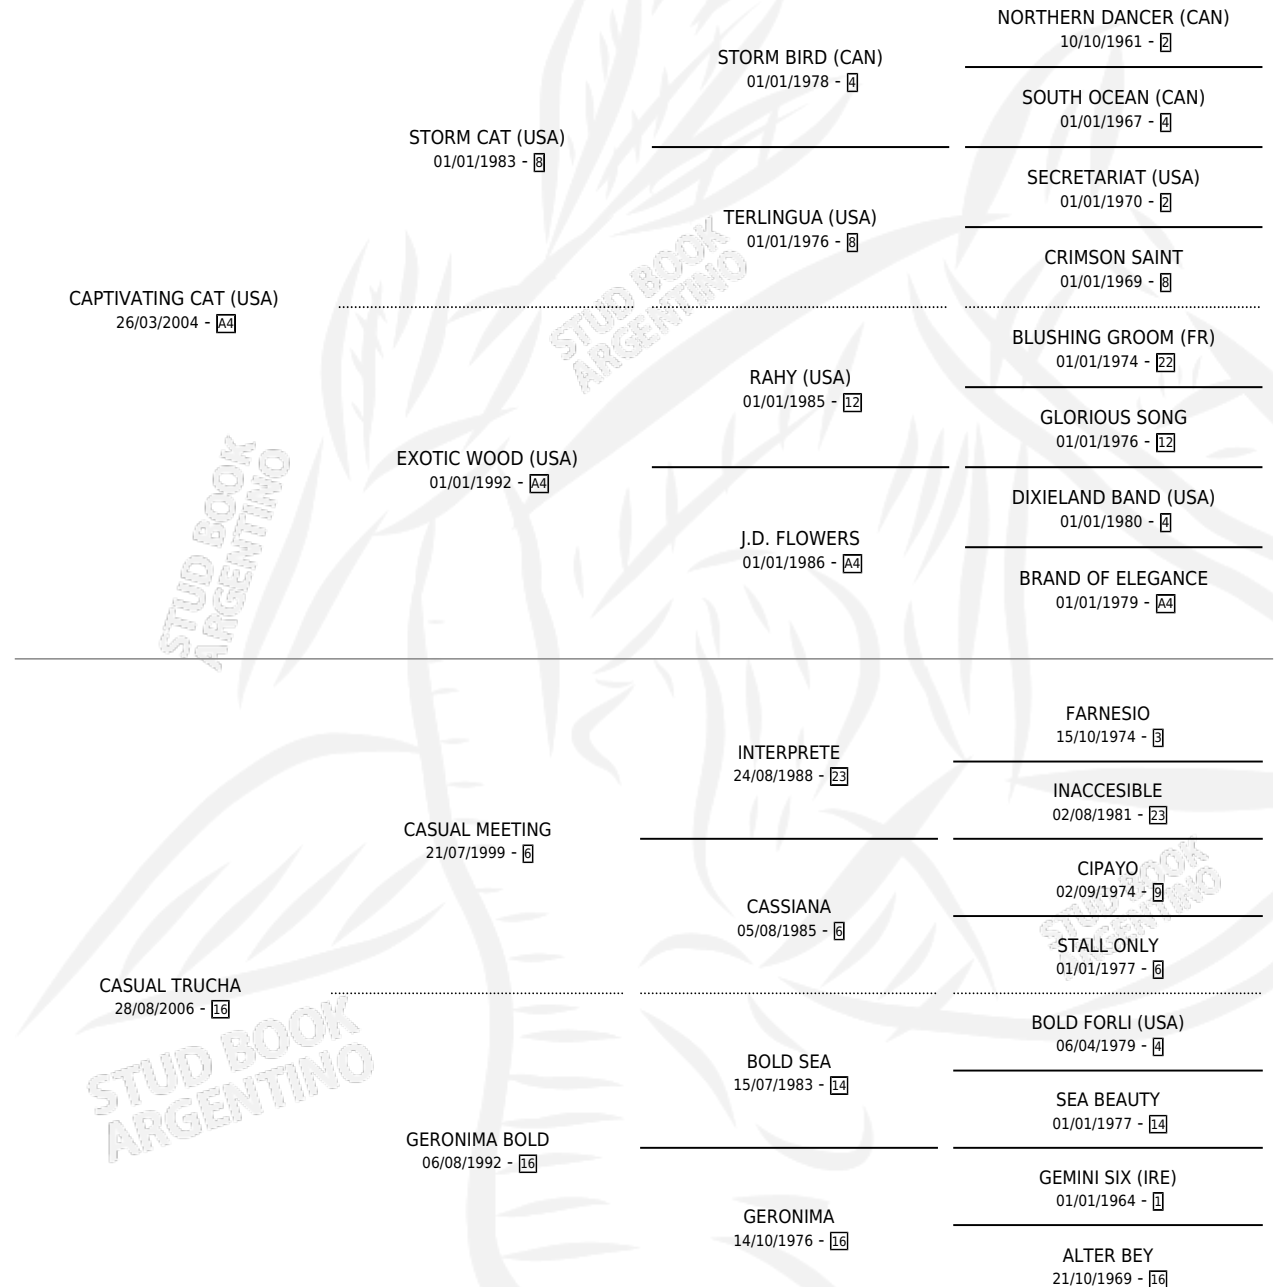 NORTHERN DANCER (CAN)
10/10/1961 - 2
STORM BIRD (CAN)
01/01/1978 - 4
SOUTH OCEAN (CAN)
01/01/1967 - 4
STORM CAT (USA)
01/01/1983 - 8
SECRETARIAT (USA)
01/01/1970 - 2
TERLINGUA (USA)
01/01/1976 - 8
CRIMSON SAINT
01/01/1969 - 8
CAPTIVATING CAT (USA)
26/03/2004 - A4
BLUSHING GROOM (FR)
01/01/1974 - 22
RAHY (USA)
01/01/1985 - 12
GLORIOUS SONG
01/01/1976 - 12
EXOTIC WOOD (USA)
01/01/1992 - A4
DIXIELAND BAND (USA)
01/01/1980 - 4
J.D. FLOWERS
01/01/1986 - A4
BRAND OF ELEGANCE
01/01/1979 - A4
FARNESIO
15/10/1974 - 3
INTERPRETE
24/08/1988 - 23
INACCESIBLE
02/08/1981 - 23
CASUAL MEETING
21/07/1999 - 6
CIPAYO
02/09/1974 - 9
CASSIANA
05/08/1985 - 6
STALL ONLY
01/01/1977 - 6
CASUAL TRUCHA
28/08/2006 - 16
BOLD FORLI (USA)
06/04/1979 - 4
BOLD SEA
15/07/1983 - 14
SEA BEAUTY
01/01/1977 - 14
GERONIMA BOLD
06/08/1992 - 16
GEMINI SIX (IRE)
01/01/1964 - 1
GERONIMA
14/10/1976 - 16
ALTER BEY
21/10/1969 - 16
STUD BOOK
ARGENTINO
STUD BOOK
ARGENTINO
STUD BOOK
ARGENTINO
STUD BOOK
ARGENTINO